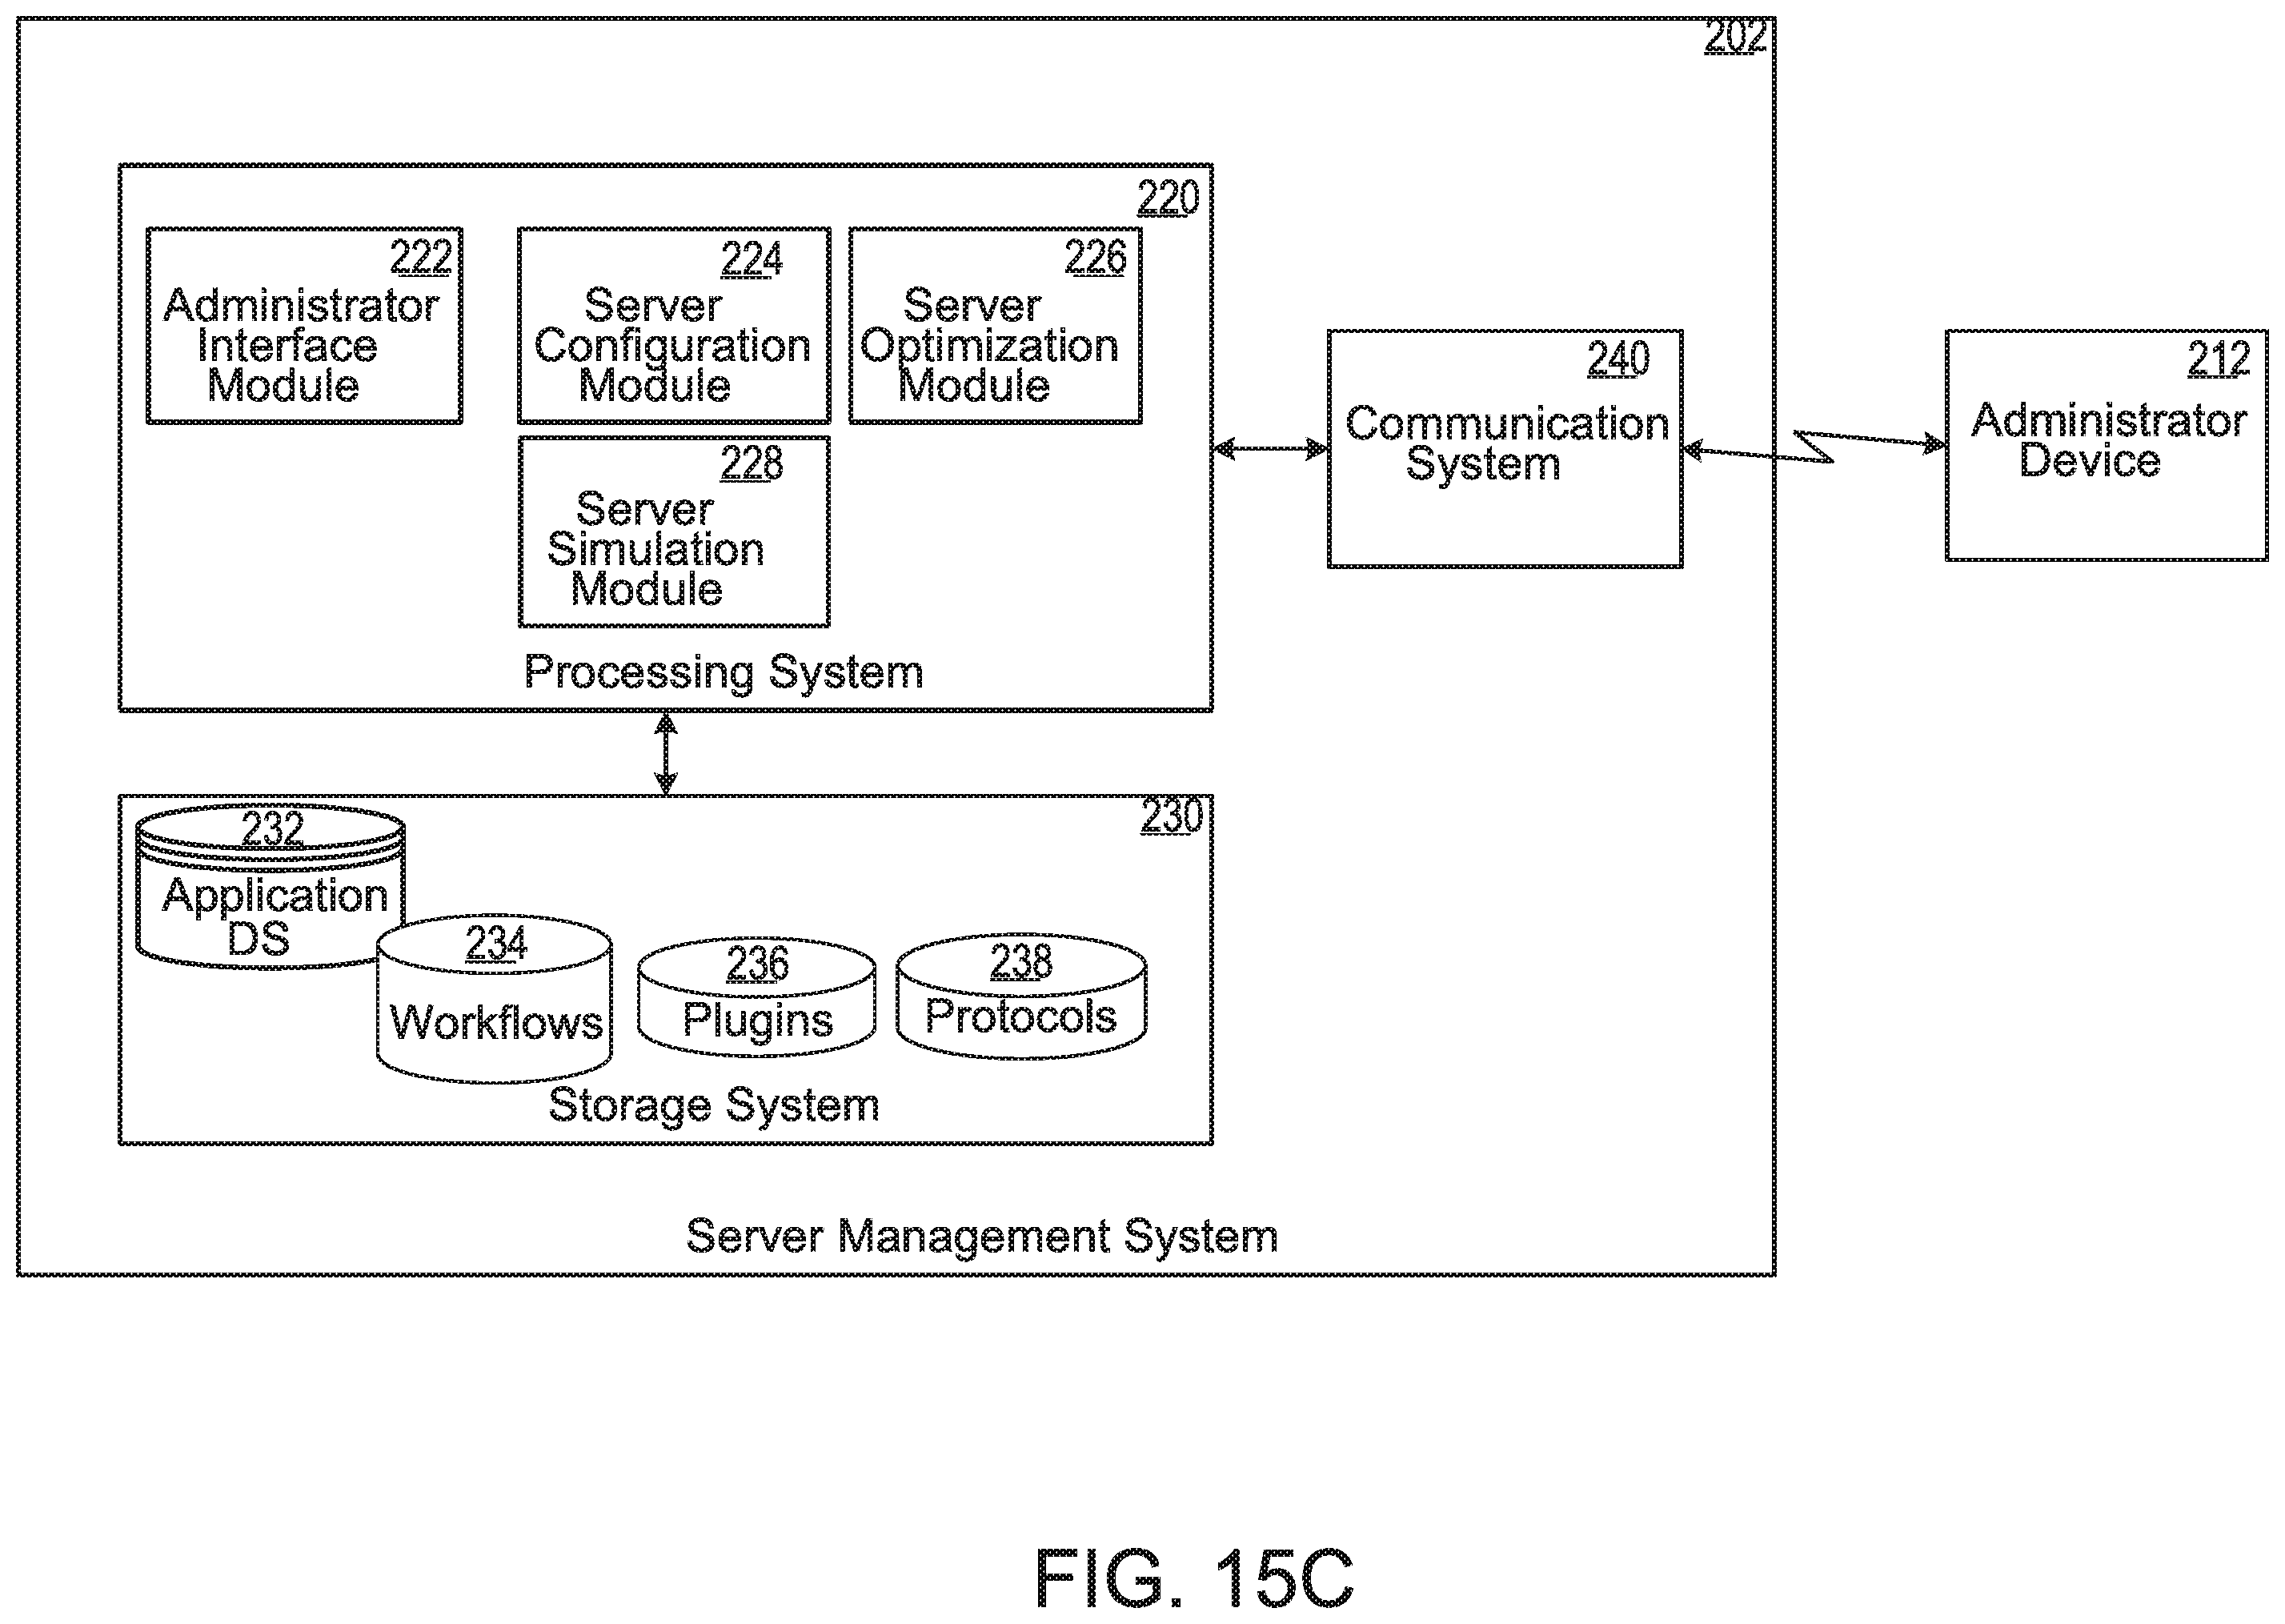 202
220
222
Administrator
Interface
Module
224
Server
Configuration
Module
226
Server
Optimization
Module
228
Server
Simulation
Module
Processing System
240
Communication
System
212
Administrator
Device
230
232
Application
DS
234
Workflows
236
Plugins
238
Protocols
Storage System
Server Management System
FIG. 15C